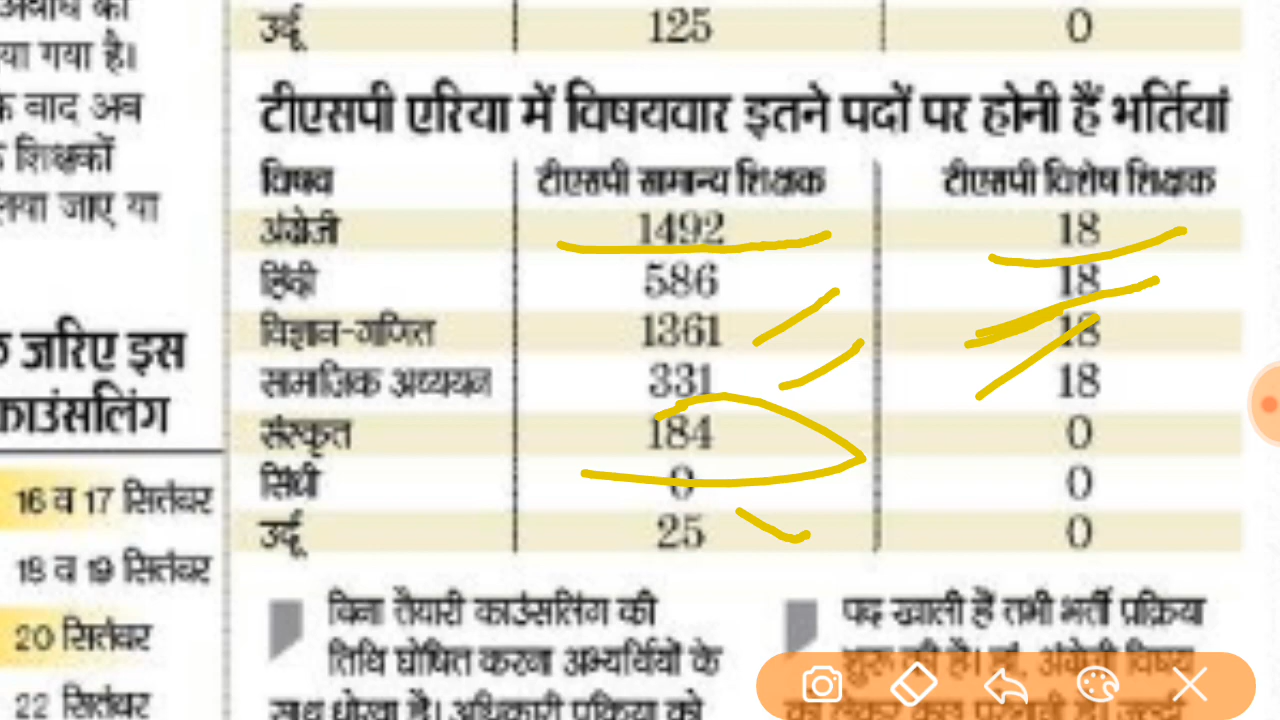 या गया है।
के बाद अब
शिक्षकों
लिया जाए या
जरिए इस
काउंसलिंग
16 व 17 सितंबर
18 व 19 सितंबर
20 सितंबर
22 सितंबर
उर्दू 125 0
टीएसपी एरिया में विषयवार इतने पदों पर होनी हैं भर्तियां
विषय टीएसपी सामान्य शिक्षक टीएसपी विशेष शिक्षक
अंग्रेजी 1492 18
हिंदी 586 18
विज्ञान-गणित 1361 18
सामाजिक अध्ययन 331 18
संस्कृत 184 0
सिंधी 0 0
उर्दू 25 0
बिना तैयारी काउंसलिंग की
तिथि घोषित करना अभ्यर्थियों के
साथ धोखा है। अधिकारी प्रक्रिया को
पद खाली हैं तभी भर्ती प्रक्रिया
शुरू की है। हां, अंग्रेजी विषय